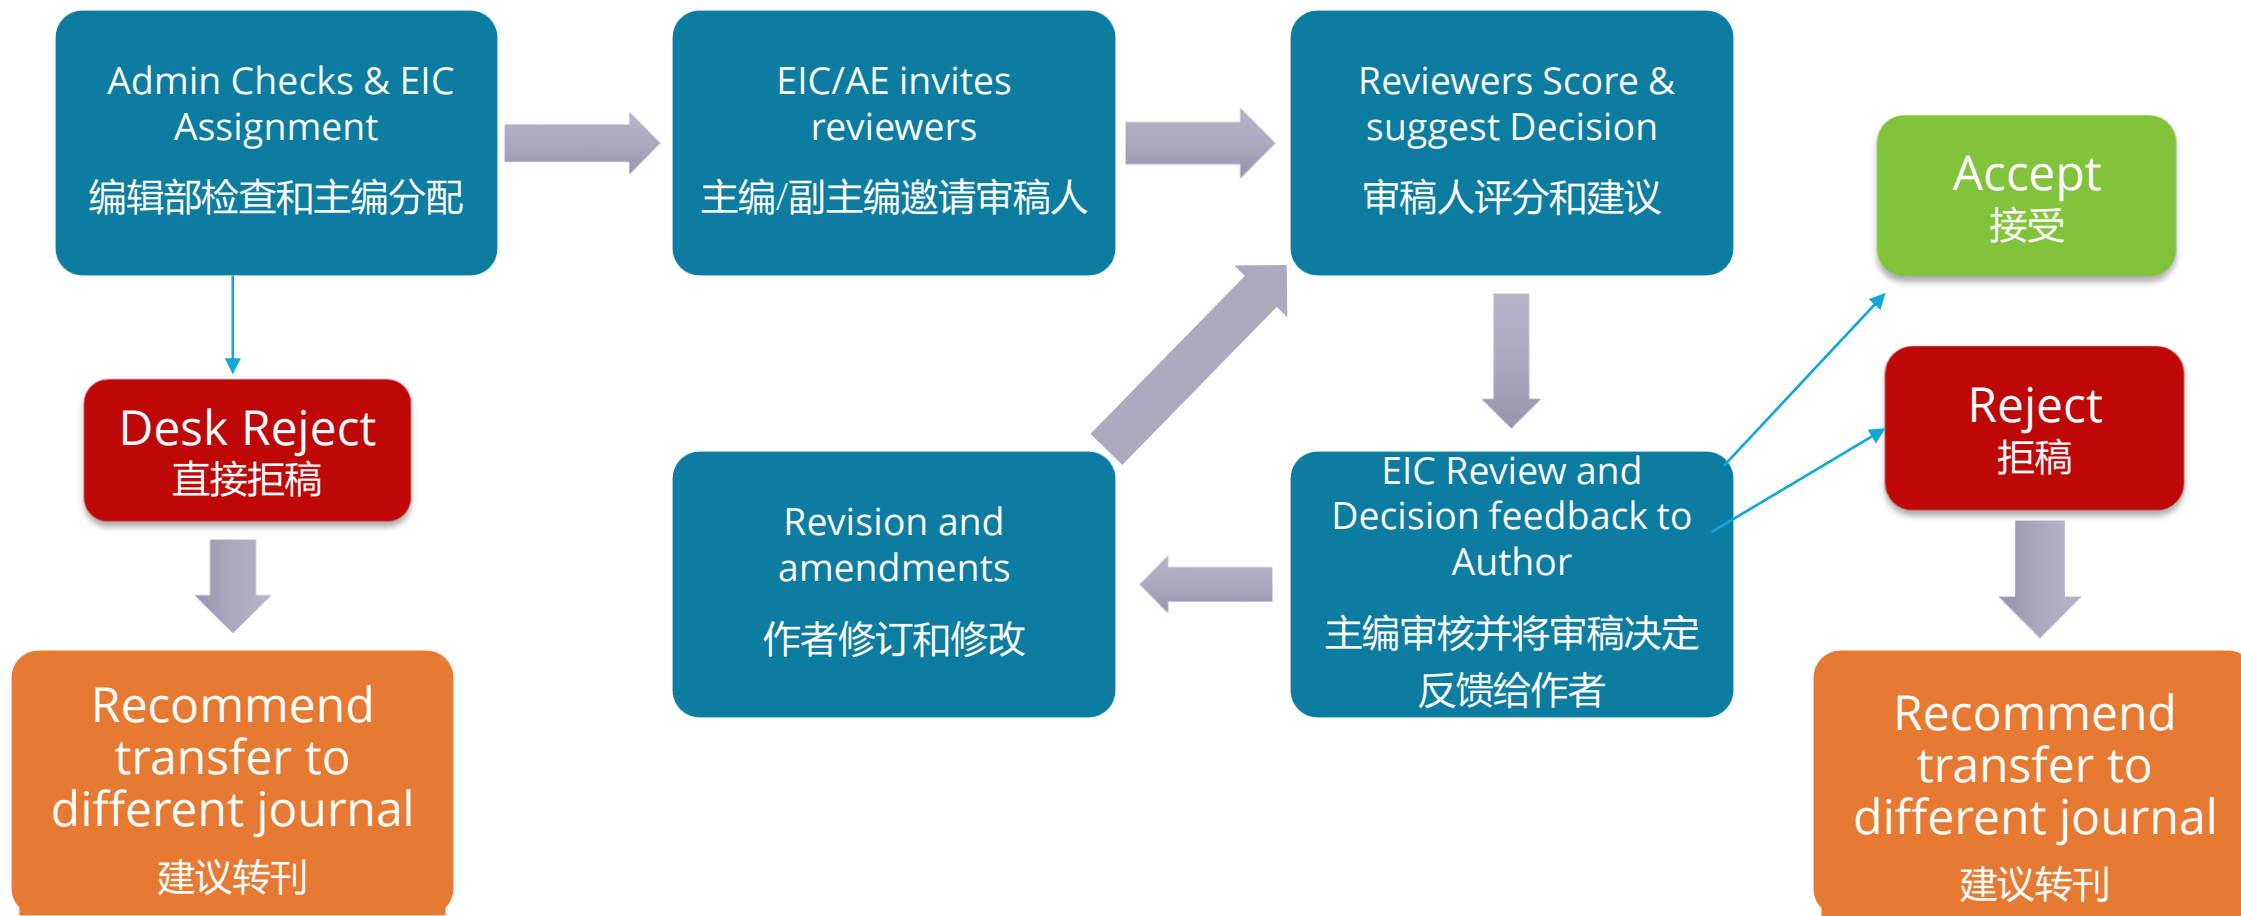 Admin Checks & EIC
Assignment
编辑部检查和主编分配
EIC/AE invites
reviewers
主编/副主编邀请审稿人
Reviewers Score &
suggest Decision
审稿人评分和建议
Accept
接受
Desk Reject
直接拒稿
Revision and
amendments
作者修订和修改
EIC Review and
Decision feedback to
Author
主编审核并将审稿决定
反馈给作者
Reject
拒稿
Recommend
transfer to
different journal
建议转刊
Recommend
transfer to
different journal
建议转刊